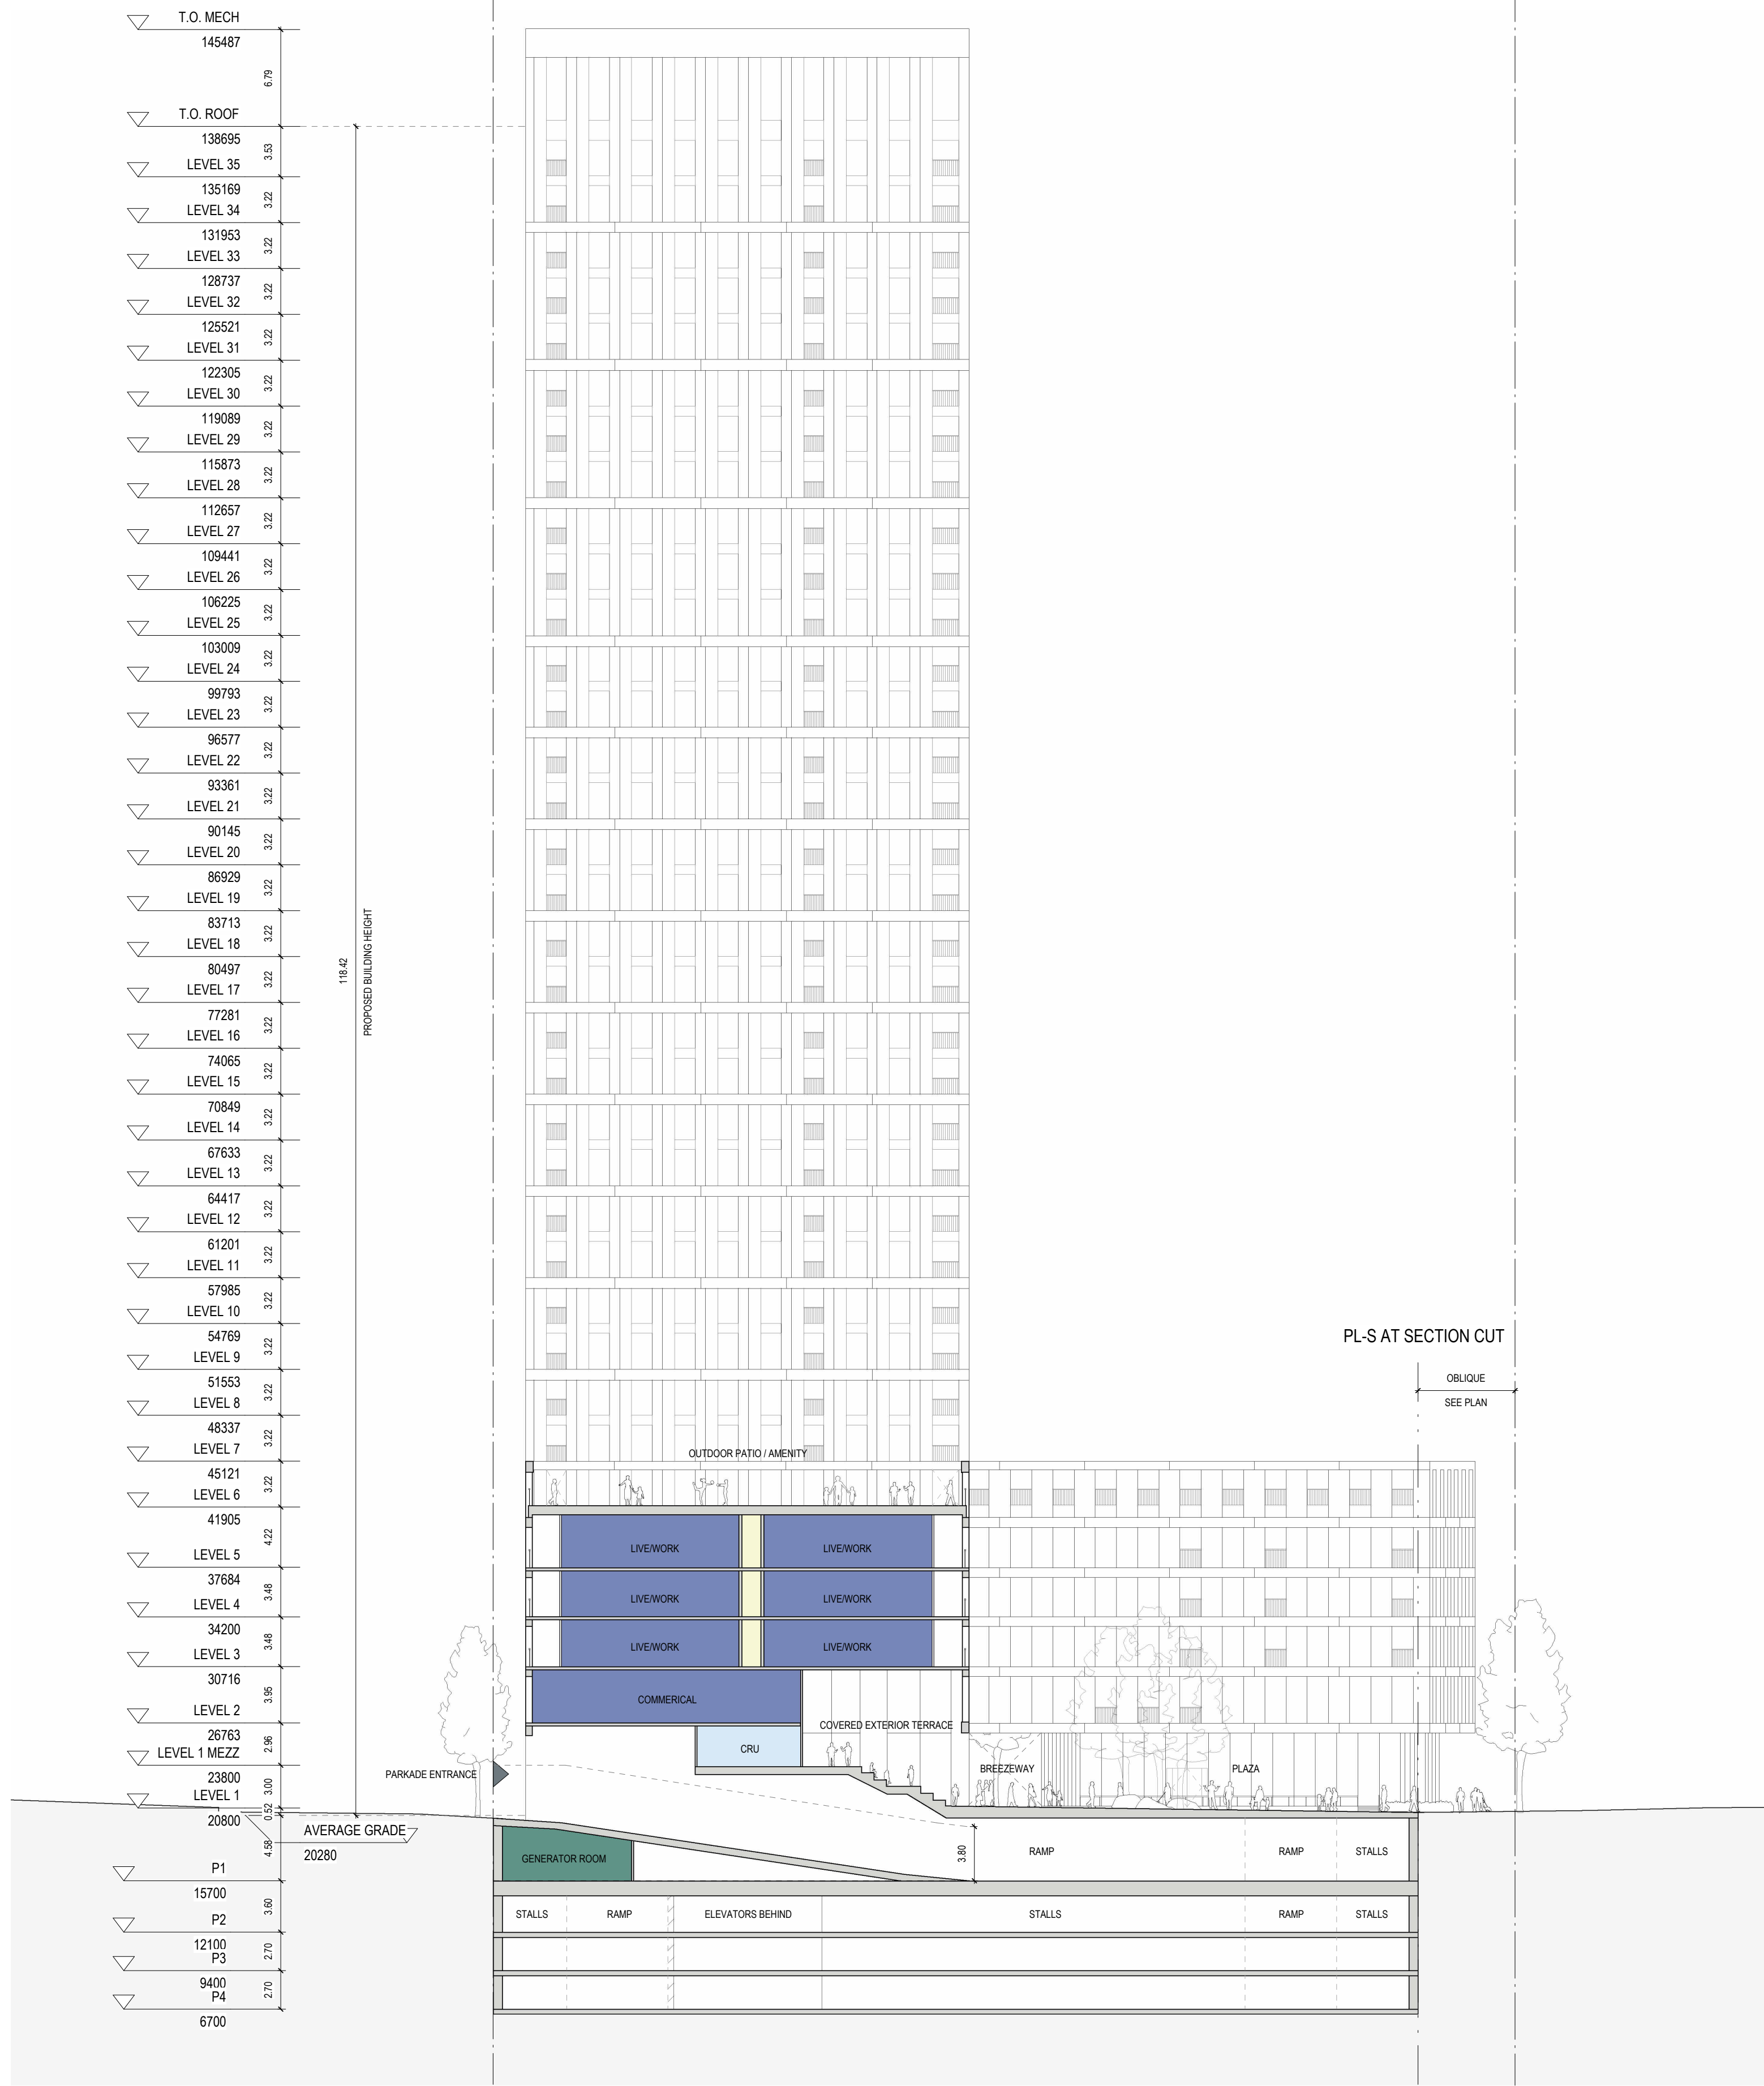 T.O. MECH
145487
6.79
T.O. ROOF
138695
3.53
LEVEL 35
135169
3.22
LEVEL 34
131953
3.22
LEVEL 33
128737
3.22
LEVEL 32
125521
3.22
LEVEL 31
122305
3.22
LEVEL 30
119089
3.22
LEVEL 29
115873
3.22
LEVEL 28
112657
3.22
LEVEL 27
109441
3.22
LEVEL 26
106225
3.22
LEVEL 25
103009
3.22
LEVEL 24
99793
3.22
LEVEL 23
96577
3.22
LEVEL 22
93361
3.22
LEVEL 21
90145
3.22
LEVEL 20
86929
3.22
LEVEL 19
83713
3.22
LEVEL 18
80497
3.22
LEVEL 17
77281
3.22
LEVEL 16
74065
3.22
LEVEL 15
70849
3.22
LEVEL 14
67633
3.22
LEVEL 13
64417
3.22
LEVEL 12
61201
3.22
LEVEL 11
57985
3.22
LEVEL 10
54769
3.22
LEVEL 9
51553
3.22
LEVEL 8
48337
3.22
LEVEL 7
45121
3.22
LEVEL 6
41905
4.22
LEVEL 5
37684
3.48
LEVEL 4
34200
3.48
LEVEL 3
30716
3.95
LEVEL 2
26763
2.96
LEVEL 1 MEZZ
23800
3.00
LEVEL 1
20800
0.52
AVERAGE GRADE
20280
4.58
P1
15700
3.60
P2
12100
2.70
P3
9400
2.70
P4
6700
118.42
PROPOSED BUILDING HEIGHT
PL-S AT SECTION CUT
OBLIQUE
SEE PLAN
OUTDOOR PATIO / AMENITY
LIVE/WORK
LIVE/WORK
LIVE/WORK
LIVE/WORK
LIVE/WORK
LIVE/WORK
COMMERICAL
COVERED EXTERIOR TERRACE
CRU
PARKADE ENTRANCE
BREEZEWAY
PLAZA
GENERATOR ROOM
3.80
RAMP
RAMP
STALLS
STALLS
RAMP
ELEVATORS BEHIND
STALLS
RAMP
STALLS